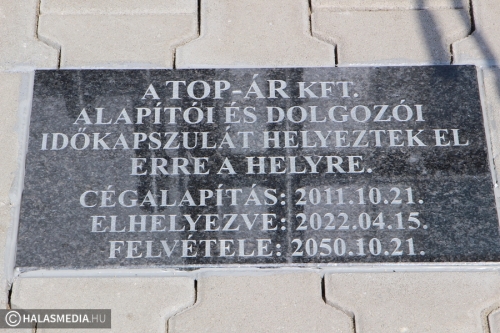 A TOP-ÁR KFT.
ALAPÍTÓI ÉS DOLGOZÓI
IDŐKAPSZULÁT HELYEZTEK EL
ERRE A HELYRE.
CÉGALAPÍTÁS: 2011.10.21.
ELHELYEZVE: 2022.04.15.
FELVÉTELE: 2050.10.21.
© HALASMEDIA.HU